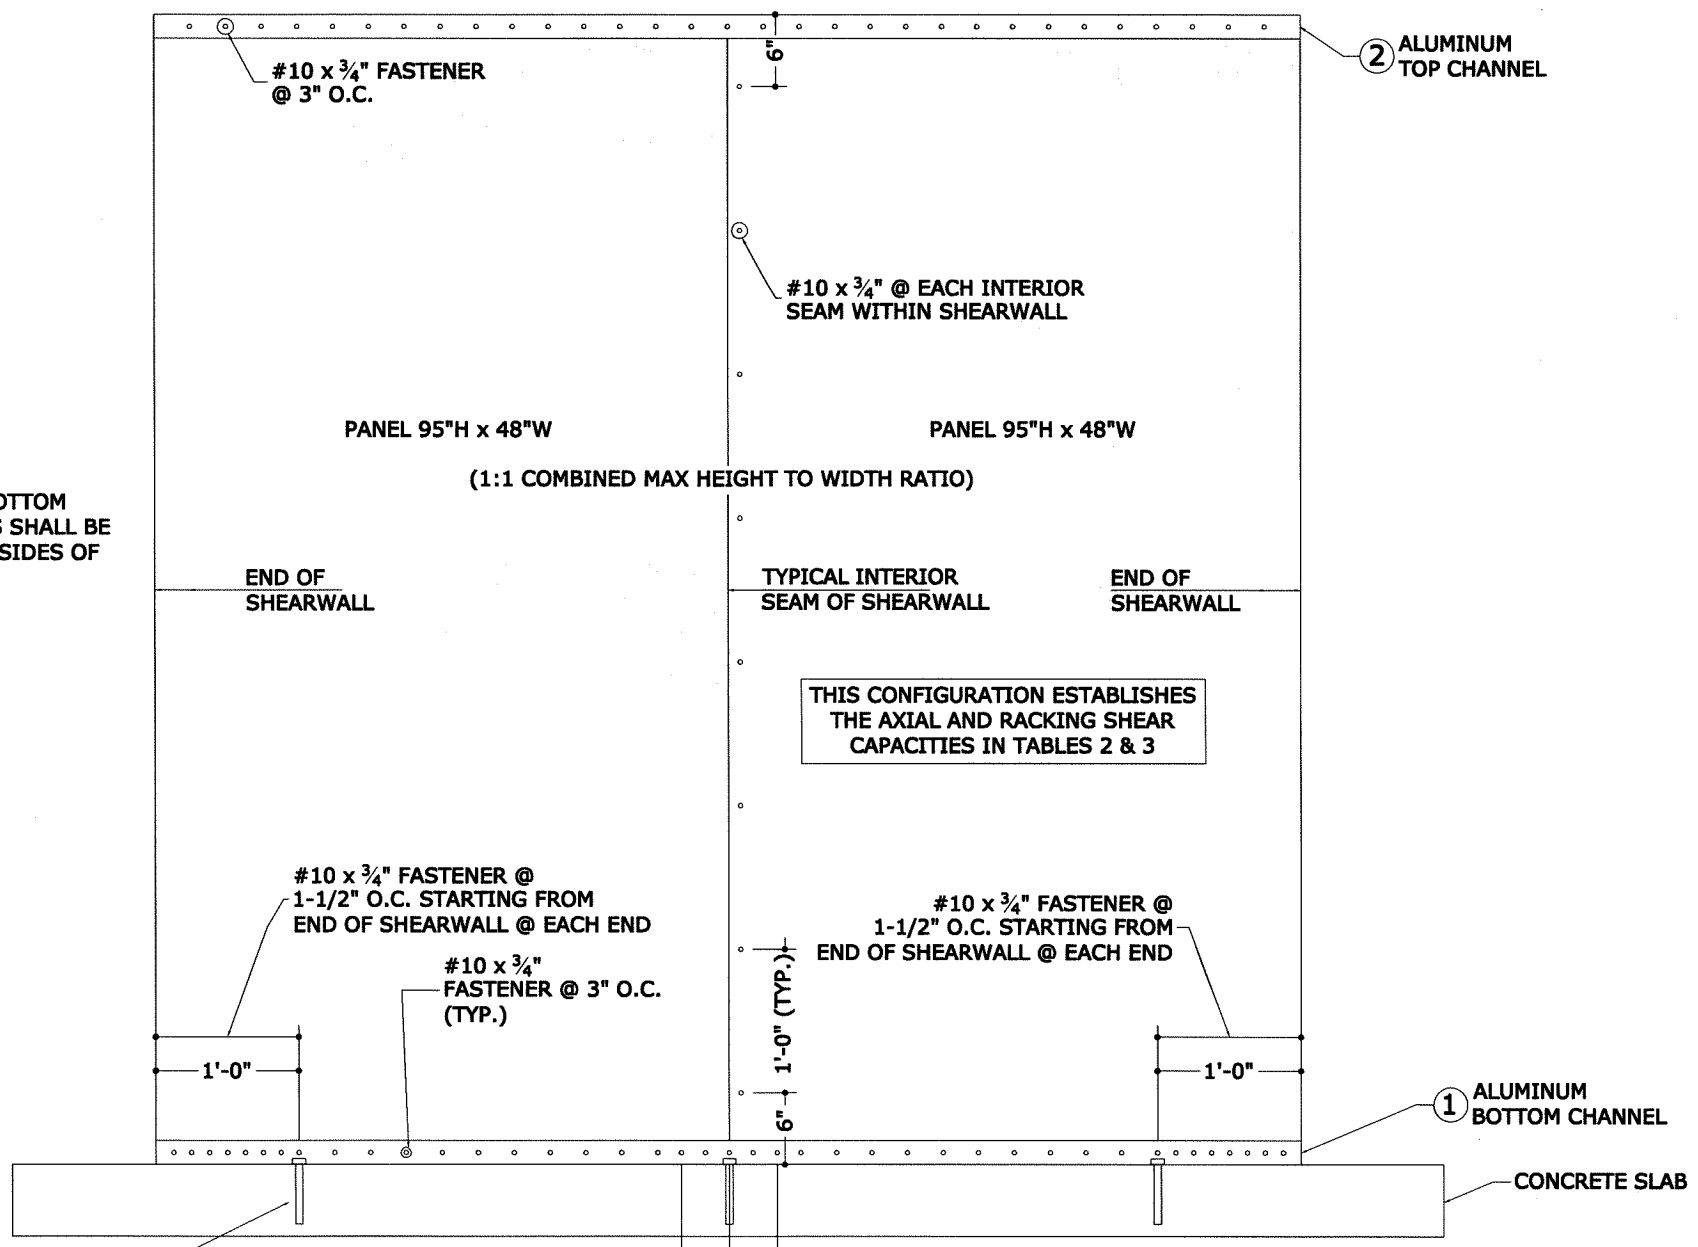 6"
2 ALUMINUM
TOP CHANNEL
#10 x ¾" FASTENER
@ 3" O.C.
#10 x ¾" @ EACH INTERIOR
SEAM WITHIN SHEARWALL
PANEL 95"H x 48"W
PANEL 95"H x 48"W
(1:1 COMBINED MAX HEIGHT TO WIDTH RATIO)
SHALL BE
SIDES OF
END OF
SHEARWALL
TYPICAL INTERIOR
SEAM OF SHEARWALL
END OF
SHEARWALL
THIS CONFIGURATION ESTABLISHES
THE AXIAL AND RACKING SHEAR
CAPACITIES IN TABLES 2 & 3
#10 x ¾" FASTENER @
1-1/2" O.C. STARTING FROM
END OF SHEARWALL @ EACH END
#10 x ¾"
FASTENER @ 3" O.C.
(TYP.)
#10 x ¾" FASTENER @
1-1/2" O.C. STARTING FROM
END OF SHEARWALL @ EACH END
1'-0" (TYP.)
1'-0"
1'-0"
6"
1 ALUMINUM
BOTTOM CHANNEL
CONCRETE SLAB